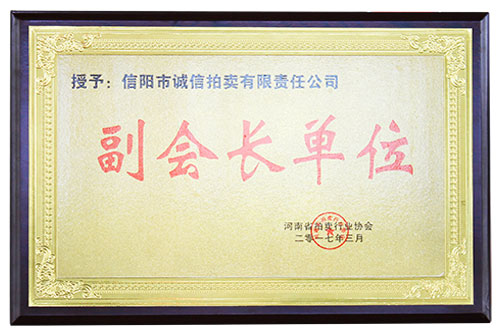 授予：信阳市诚信拍卖有限责任公司
副会长单位
河南省拍卖行业协会
二零一七年三月